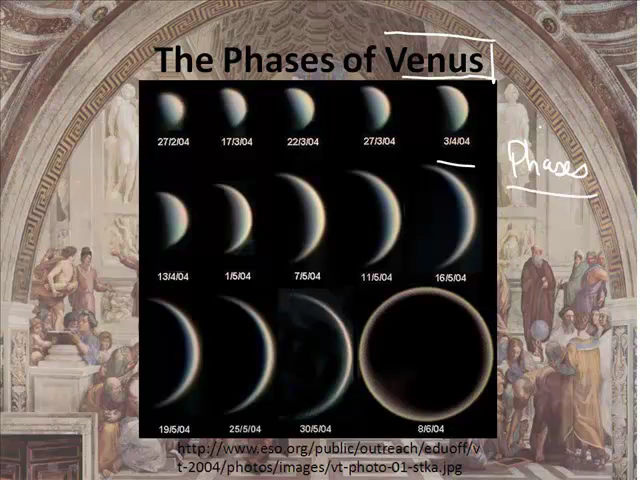 The Phases of Venus
27/2/04 17/3/04 22/3/04 27/3/04 3/4/04
Phases
13/4/04 1/5/04 7/5/04 11/5/04 16/5/04
19/5/04 25/5/04 30/5/04 8/6/04
http://www.eso.org/public/outreach/eduoff/v
t-2004/photos/images/vt-photo-01-stka.jpg